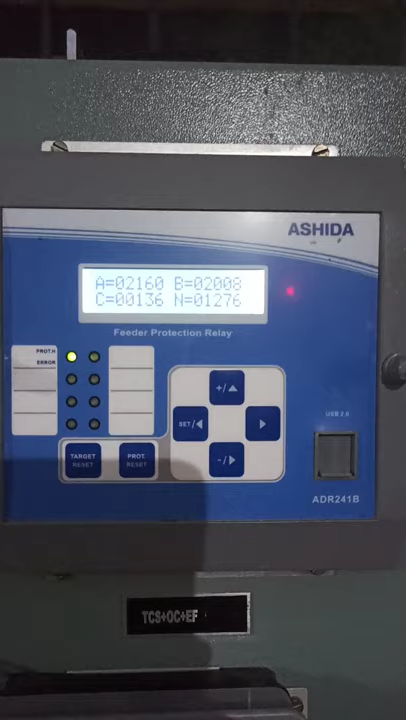 ASHIDA
A=02160 B=02008
C=00136 N=01276
Feeder Protection Relay
PROT.H
ERROR
+/▲
SET/◀
▶
-/▶
USB 2.0
TARGET
RESET
PROT.
RESET
ADR241B
TCS+OC+EF